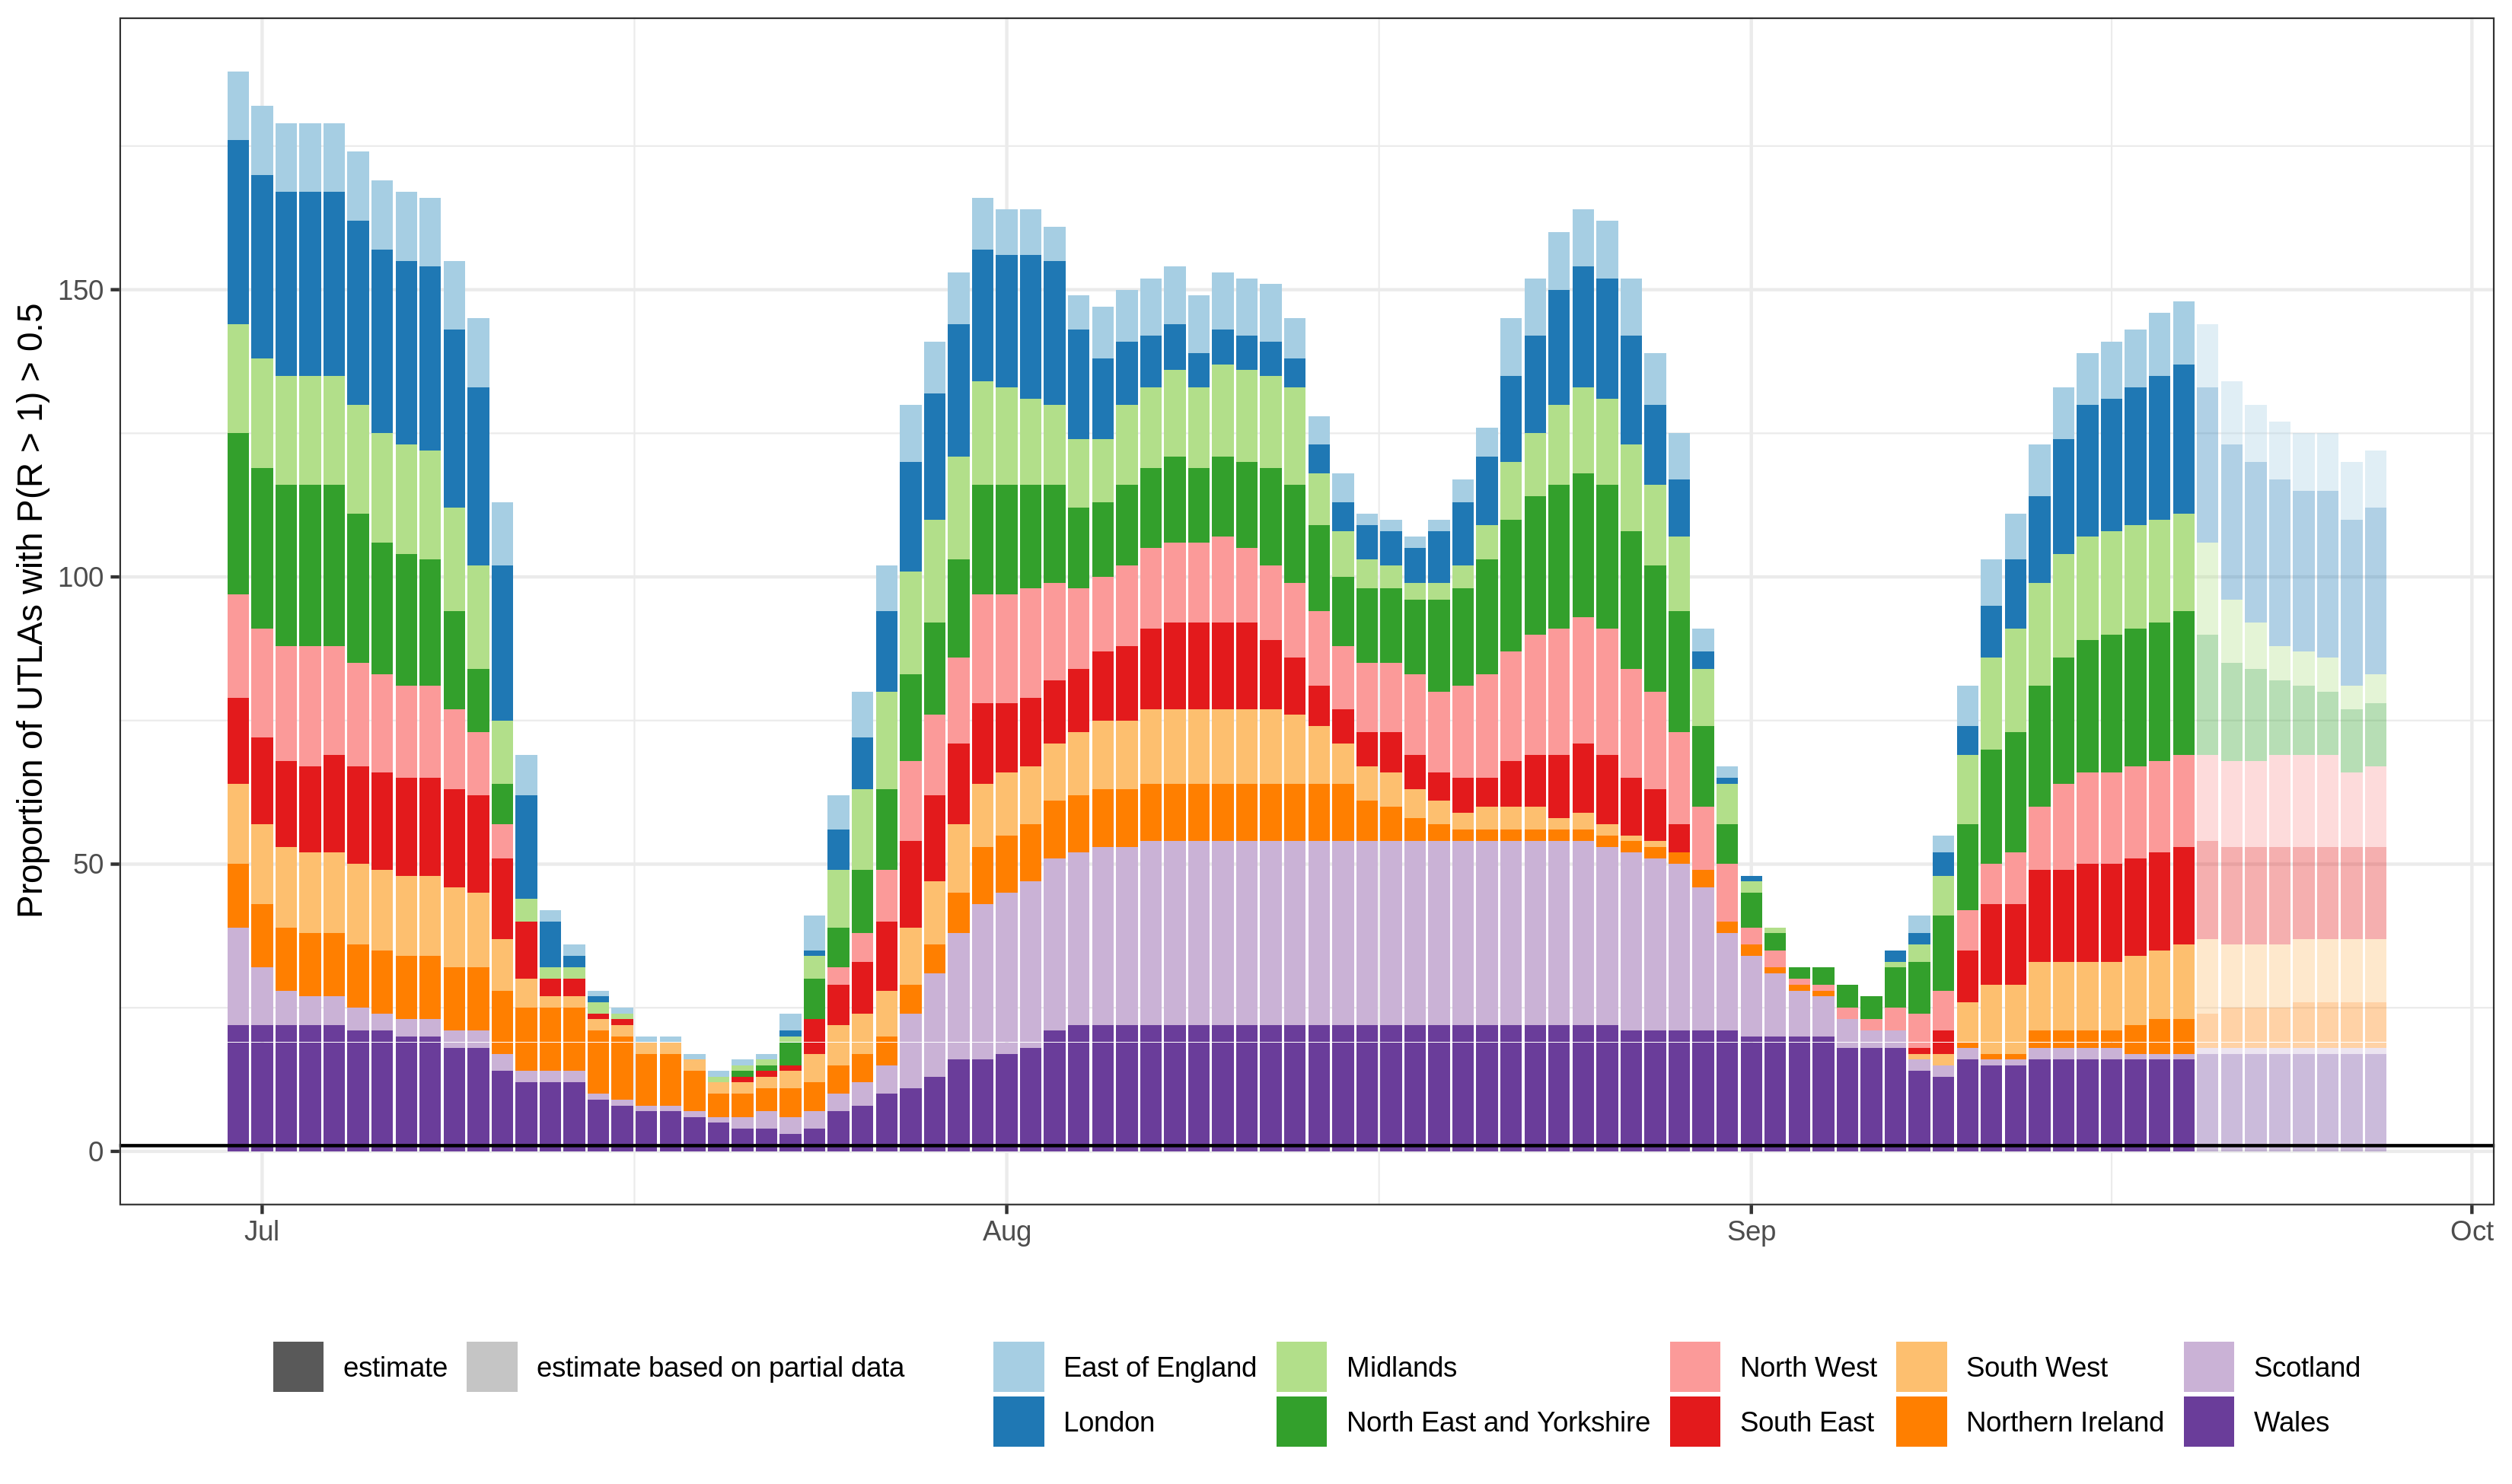 Proportion of UTLAs with P(R > 1) > 0.5
150
100
50
0
Jul Aug Sep Oct
estimate estimate based on partial data East of England Midlands North West South West Scotland
London North East and Yorkshire South East Northern Ireland Wales